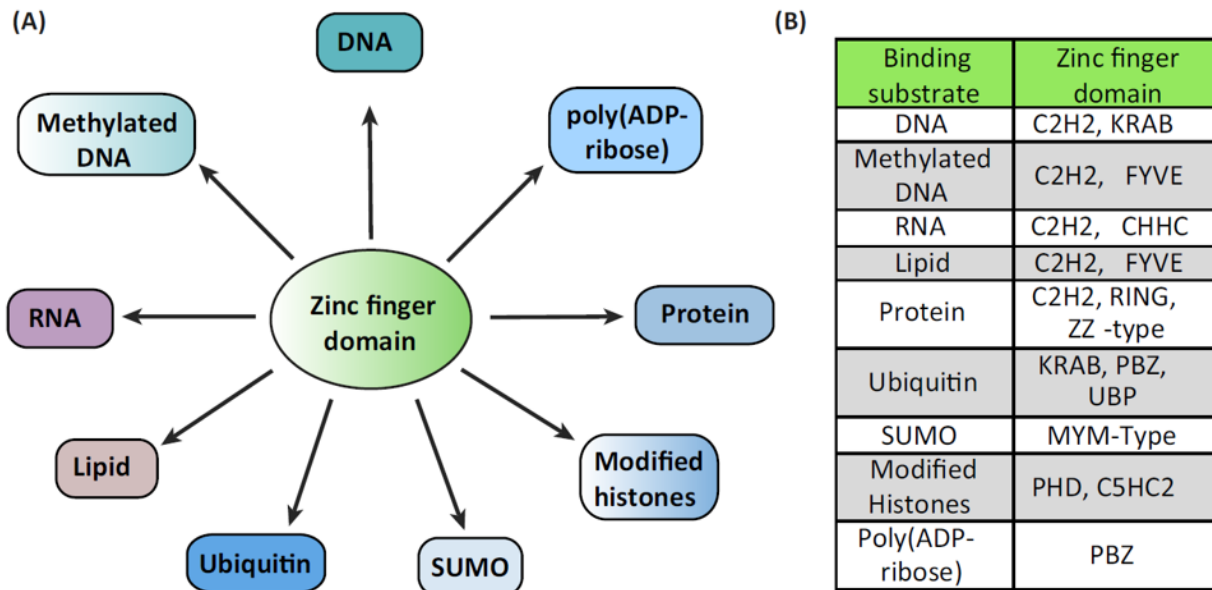 (A)
DNA
Methylated
DNA
poly(ADP-
ribose)
Zinc finger
domain
RNA
Protein
Lipid
Modified
histones
Ubiquitin
SUMO
(B)
Binding
substrate
Zinc finger
domain
DNA
C2H2, KRAB
Methylated
DNA
C2H2, FYVE
RNA
C2H2, CHHC
Lipid
C2H2, FYVE
Protein
C2H2, RING,
ZZ -type
Ubiquitin
KRAB, PBZ,
UBP
SUMO
MYM-Type
Modified
Histones
PHD, C5HC2
Poly(ADP-
ribose)
PBZ